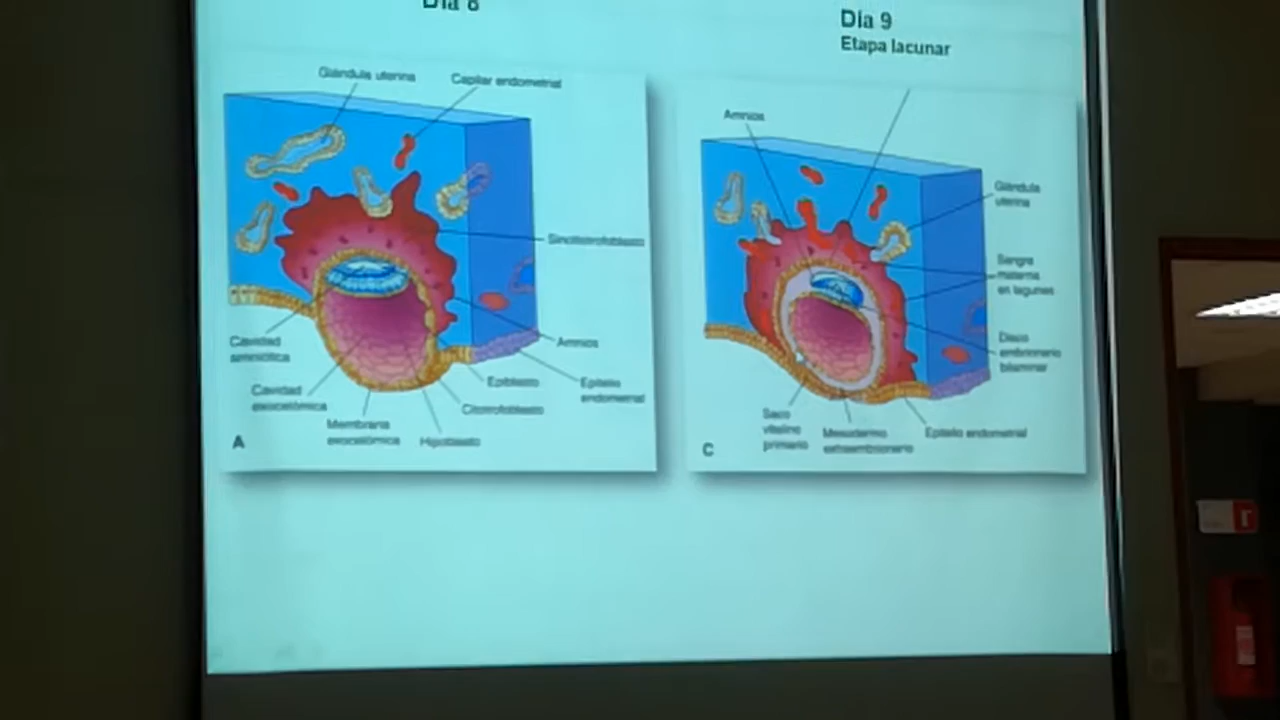 Día 8
Día 9
Etapa lacunar
Glándula uterina
Capilar endometrial
Sincitiotrofoblasto
Cavidad
amniótica
Cavidad
exocelómica
Membrana
exocelómica
Hipoblasto
Citotrofoblasto
Epiblasto
Amnios
Epitelio
endometrial
A
Amnios
Glándula
uterina
Sangre
materna
en lagunas
Disco
embrionario
bilaminar
Saco
vitelino
primario
Mesodermo
extraembrionario
Epitelio endometrial
C